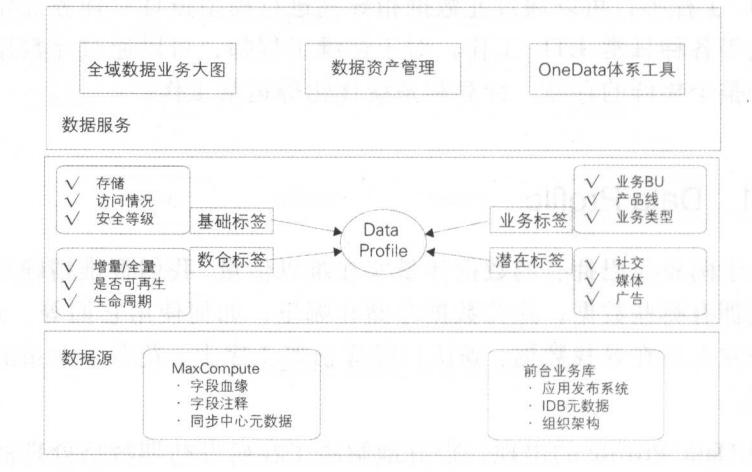 全域数据业务大图
数据资产管理
OneData体系工具
数据服务
✓ 存储
✓ 访问情况
✓ 安全等级
基础标签
✓ 增量/全量
✓ 是否可再生
✓ 生命周期
数仓标签
Data
Profile
业务标签
✓ 业务BU
✓ 产品线
✓ 业务类型
潜在标签
✓ 社交
✓ 媒体
✓ 广告
数据源
MaxCompute
· 字段血缘
· 字段注释
· 同步中心元数据
前台业务库
· 应用发布系统
· IDB元数据
· 组织架构